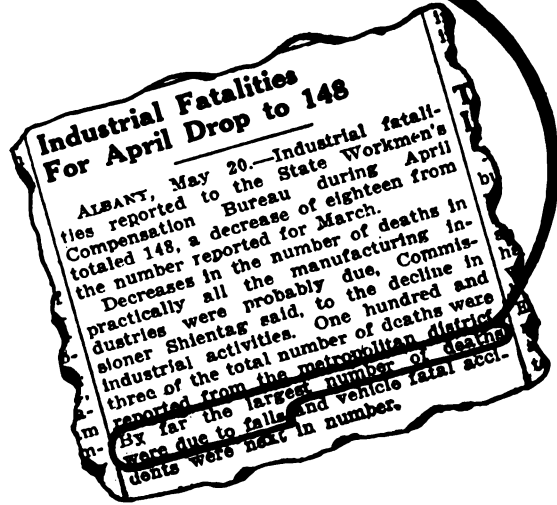 Industrial Fatalities
For April Drop to 148
ALBANY, May 20.—Industrial fatali-
ties reported to the State Workmen's
Compensation Bureau during April
totaled 148, a decrease of eighteen from
the number reported for March.
Decreases in the number of deaths in
practically all the manufacturing in-
dustries were probably due, Commis-
sioner Shientag said, to the decline in
industrial activities. One hundred and
three of the total number of deaths were
reported from the metropolitan district.
By far the largest number of deaths
were due to falls and vehicle fatal acci-
dents were next in number.